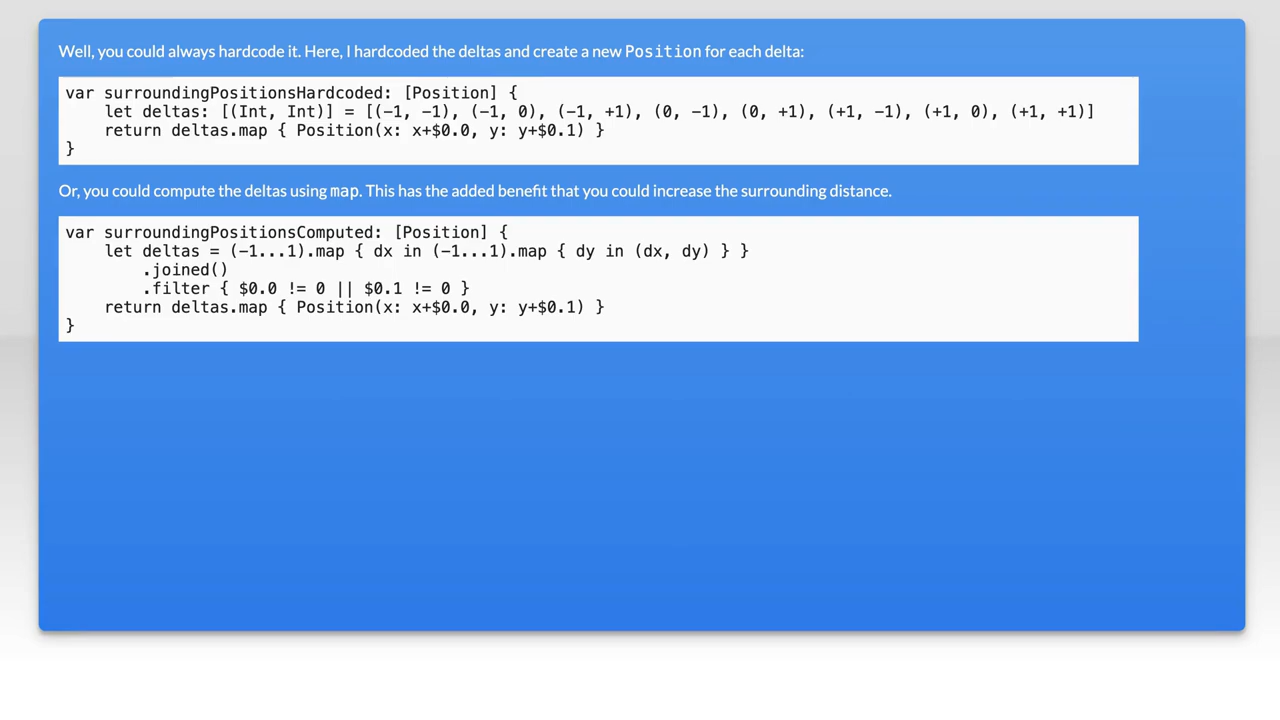 Well, you could always hardcode it. Here, I hardcoded the deltas and create a new Position for each delta:
var surroundingPositionsHardcoded: [Position] {
    let deltas: [(Int, Int)] = [(−1, −1), (−1, 0), (−1, +1), (0, −1), (0, +1), (+1, −1), (+1, 0), (+1, +1)]
    return deltas.map { Position(x: x+$0.0, y: y+$0.1) }
}
Or, you could compute the deltas using map. This has the added benefit that you could increase the surrounding distance.
var surroundingPositionsComputed: [Position] {
    let deltas = (−1...1).map { dx in (−1...1).map { dy in (dx, dy) } }
        .joined()
        .filter { $0.0 != 0 || $0.1 != 0 }
    return deltas.map { Position(x: x+$0.0, y: y+$0.1) }
}